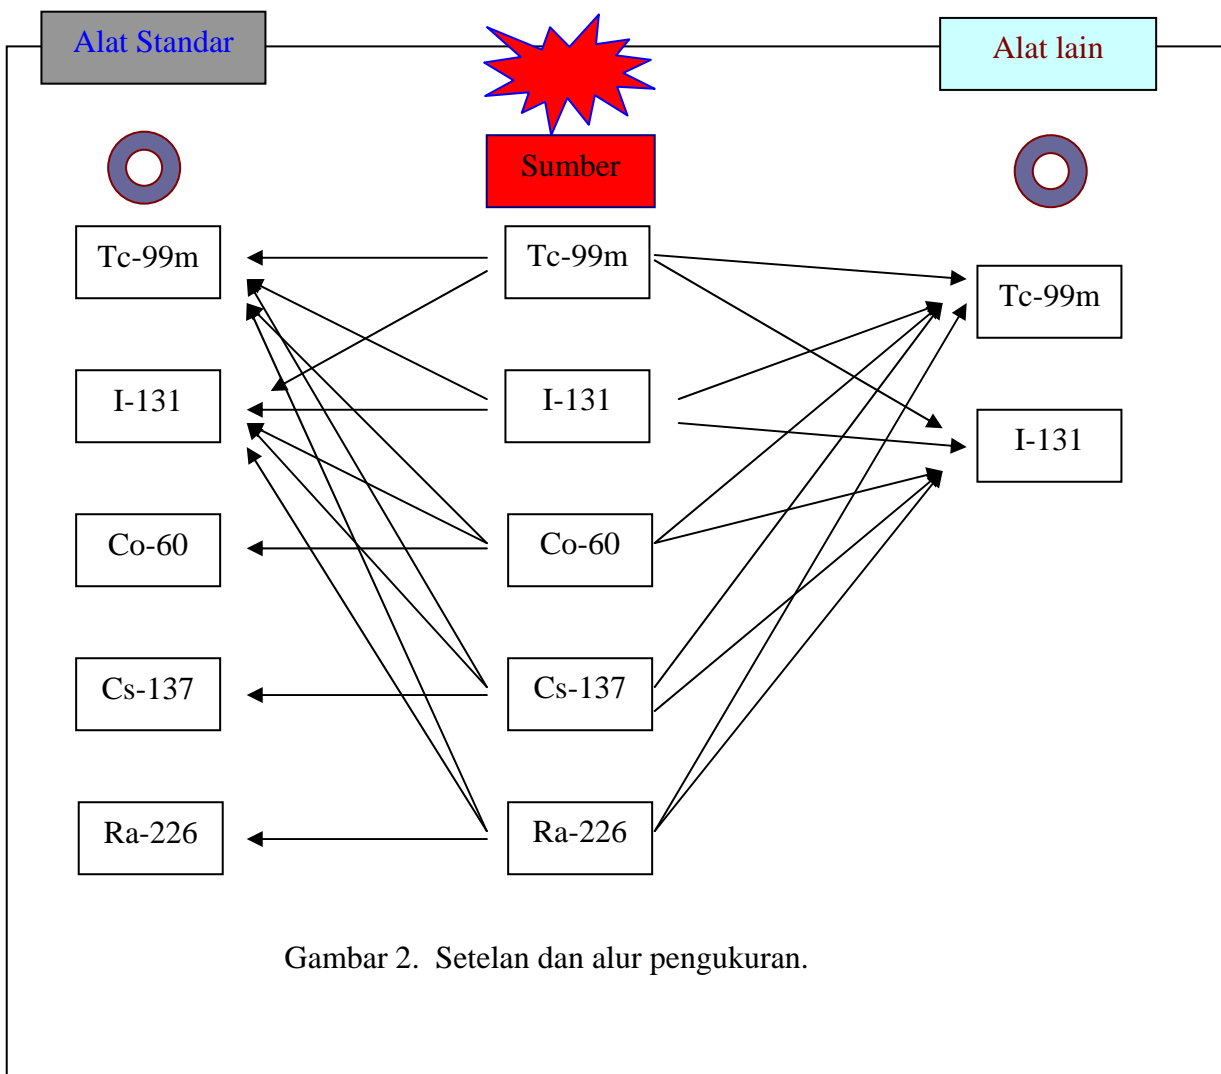 Alat Standar
Sumber
Alat lain
Tc-99m
I-131
Co-60
Cs-137
Ra-226
Tc-99m
I-131
Co-60
Cs-137
Ra-226
Tc-99m
I-131
Gambar 2. Setelan dan alur pengukuran.